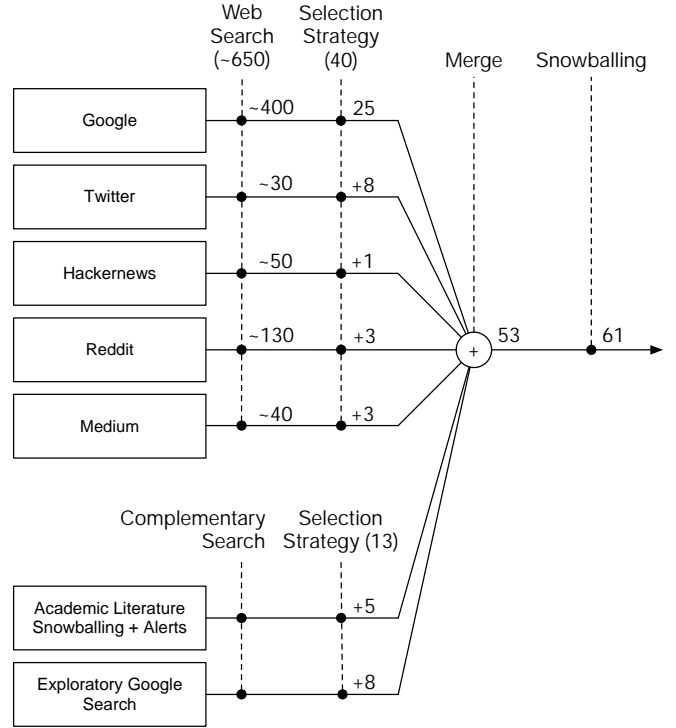 Web
Search
(~650)
Selection
Strategy
(40)
Merge
Snowballing
Google
~400
25
Twitter
~30
+8
Hackernews
~50
+1
Reddit
~130
+3
+
53
61
Medium
~40
+3
Complementary
Search
Selection
Strategy (13)
Academic Literature
Snowballing + Alerts
+5
Exploratory Google
Search
+8